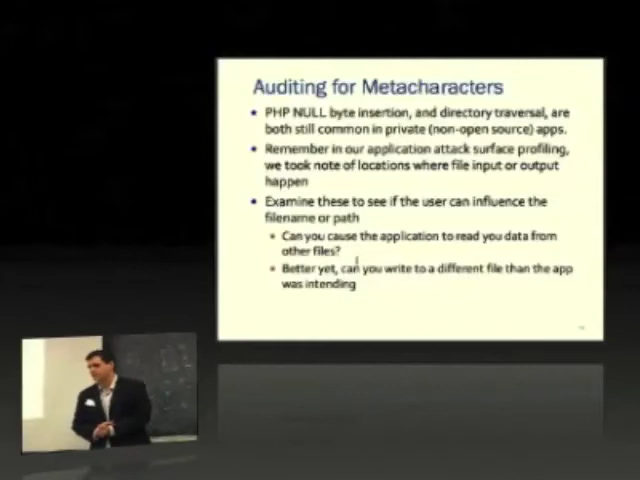 Auditing for Metacharacters
PHP NULL byte insertion, and directory traversal, are
both still common in private (non-open source) apps.
Remember in our application attack surface profiling,
we took note of locations where file input or output
happen
Examine these to see if the user can influence the
filename or path
Can you cause the application to read you data from
other files?
Better yet, can you write to a different file than the app
was intending